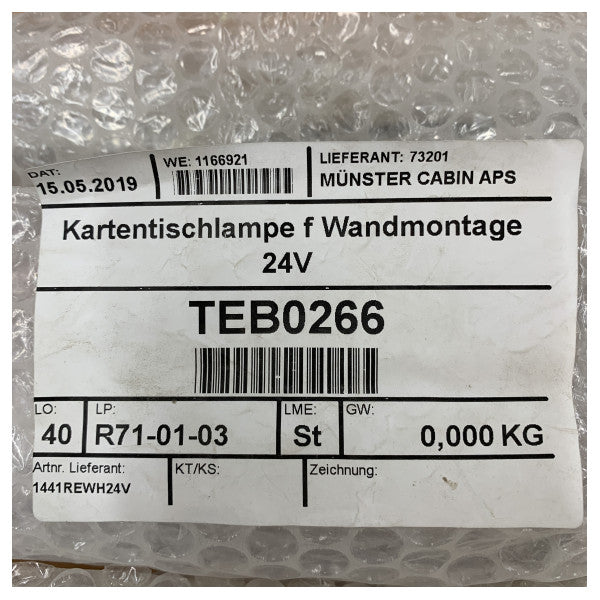 DAT: WE: 1166921 LIEFERANT: 73201
15.05.2019 MÜNSTER CABIN APS
Kartentischlampe f Wandmontage
24V
TEB0266
LO: LP: LME: GW:
40 R71-01-03 St 0,000 KG
Artnr. Lieferant: KT/KS: Zeichnung:
1441REWH24V